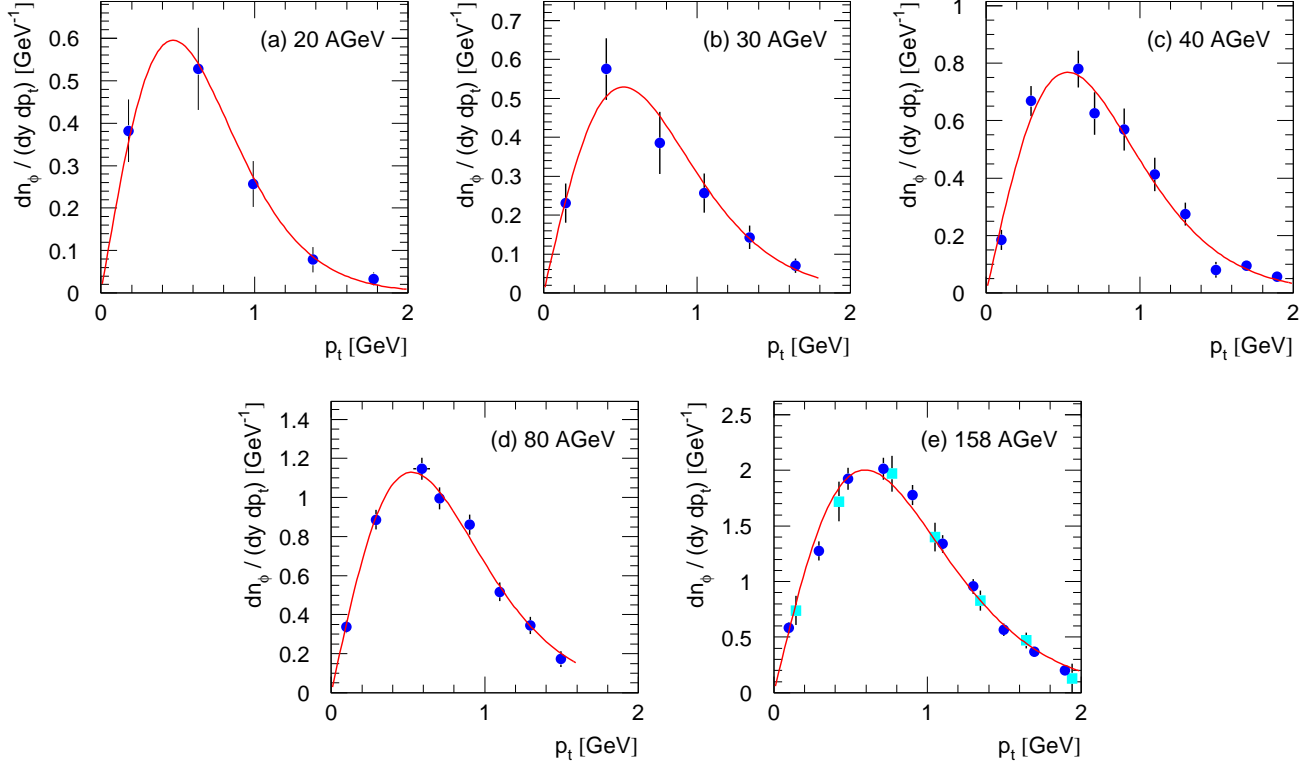 (a) 20 AGeV
dn_ϕ / (dy dp_t) [GeV^-1]
0.6
0.5
0.4
0.3
0.2
0.1
0
0 1 2
p_t [GeV]
(b) 30 AGeV
dn_ϕ / (dy dp_t) [GeV^-1]
0.7
0.6
0.5
0.4
0.3
0.2
0.1
0
0 1 2
p_t [GeV]
(c) 40 AGeV
dn_ϕ / (dy dp_t) [GeV^-1]
1
0.8
0.6
0.4
0.2
0
0 1 2
p_t [GeV]
(d) 80 AGeV
dn_ϕ / (dy dp_t) [GeV^-1]
1.4
1.2
1
0.8
0.6
0.4
0.2
0
0 1 2
p_t [GeV]
(e) 158 AGeV
dn_ϕ / (dy dp_t) [GeV^-1]
2.5
2
1.5
1
0.5
0
0 1 2
p_t [GeV]